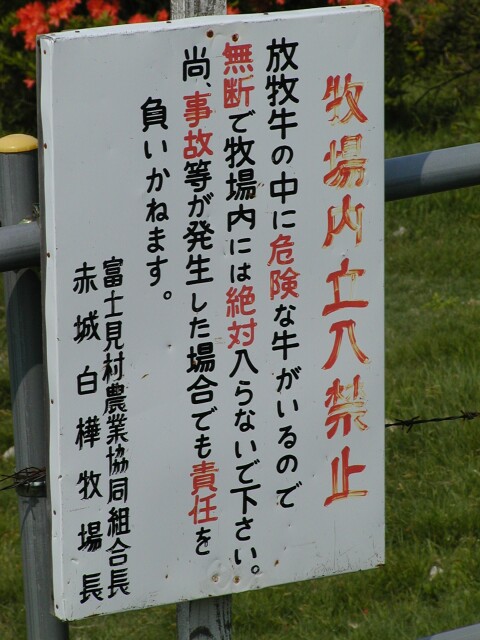 牧場内立入禁止
放牧牛の中に危険な牛がいるので
無断で牧場内には絶対入らないで下さい。
尚、事故等が発生した場合でも責任を
負いかねます。
富士見村農業協同組合長
赤城白樺牧場長